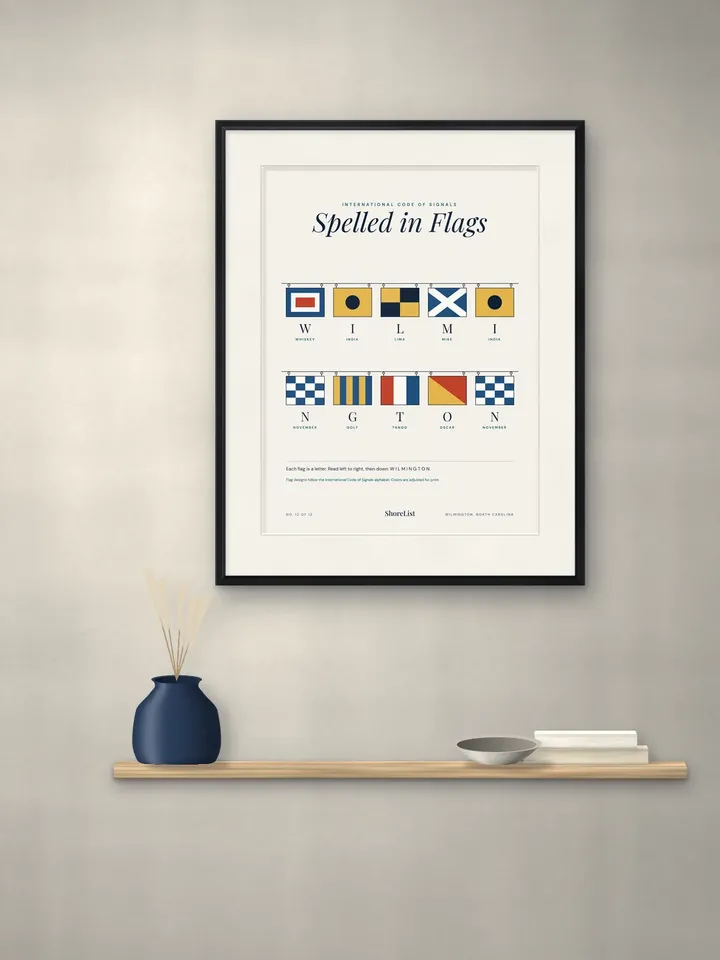 INTERNATIONAL CODE OF SIGNALS
Spelled in Flags
W I L M I
WHISKEY INDIA LIMA MIKE INDIA
N G T O N
NOVEMBER GOLF TANGO OSCAR NOVEMBER
Each flag is a letter. Read left to right, then down: W I L M I N G T O N.
Flag designs follow the International Code of Signals alphabet. Colors are adjusted for print.
NO. 12 OF 12 ShoreList WILMINGTON, NORTH CAROLINA